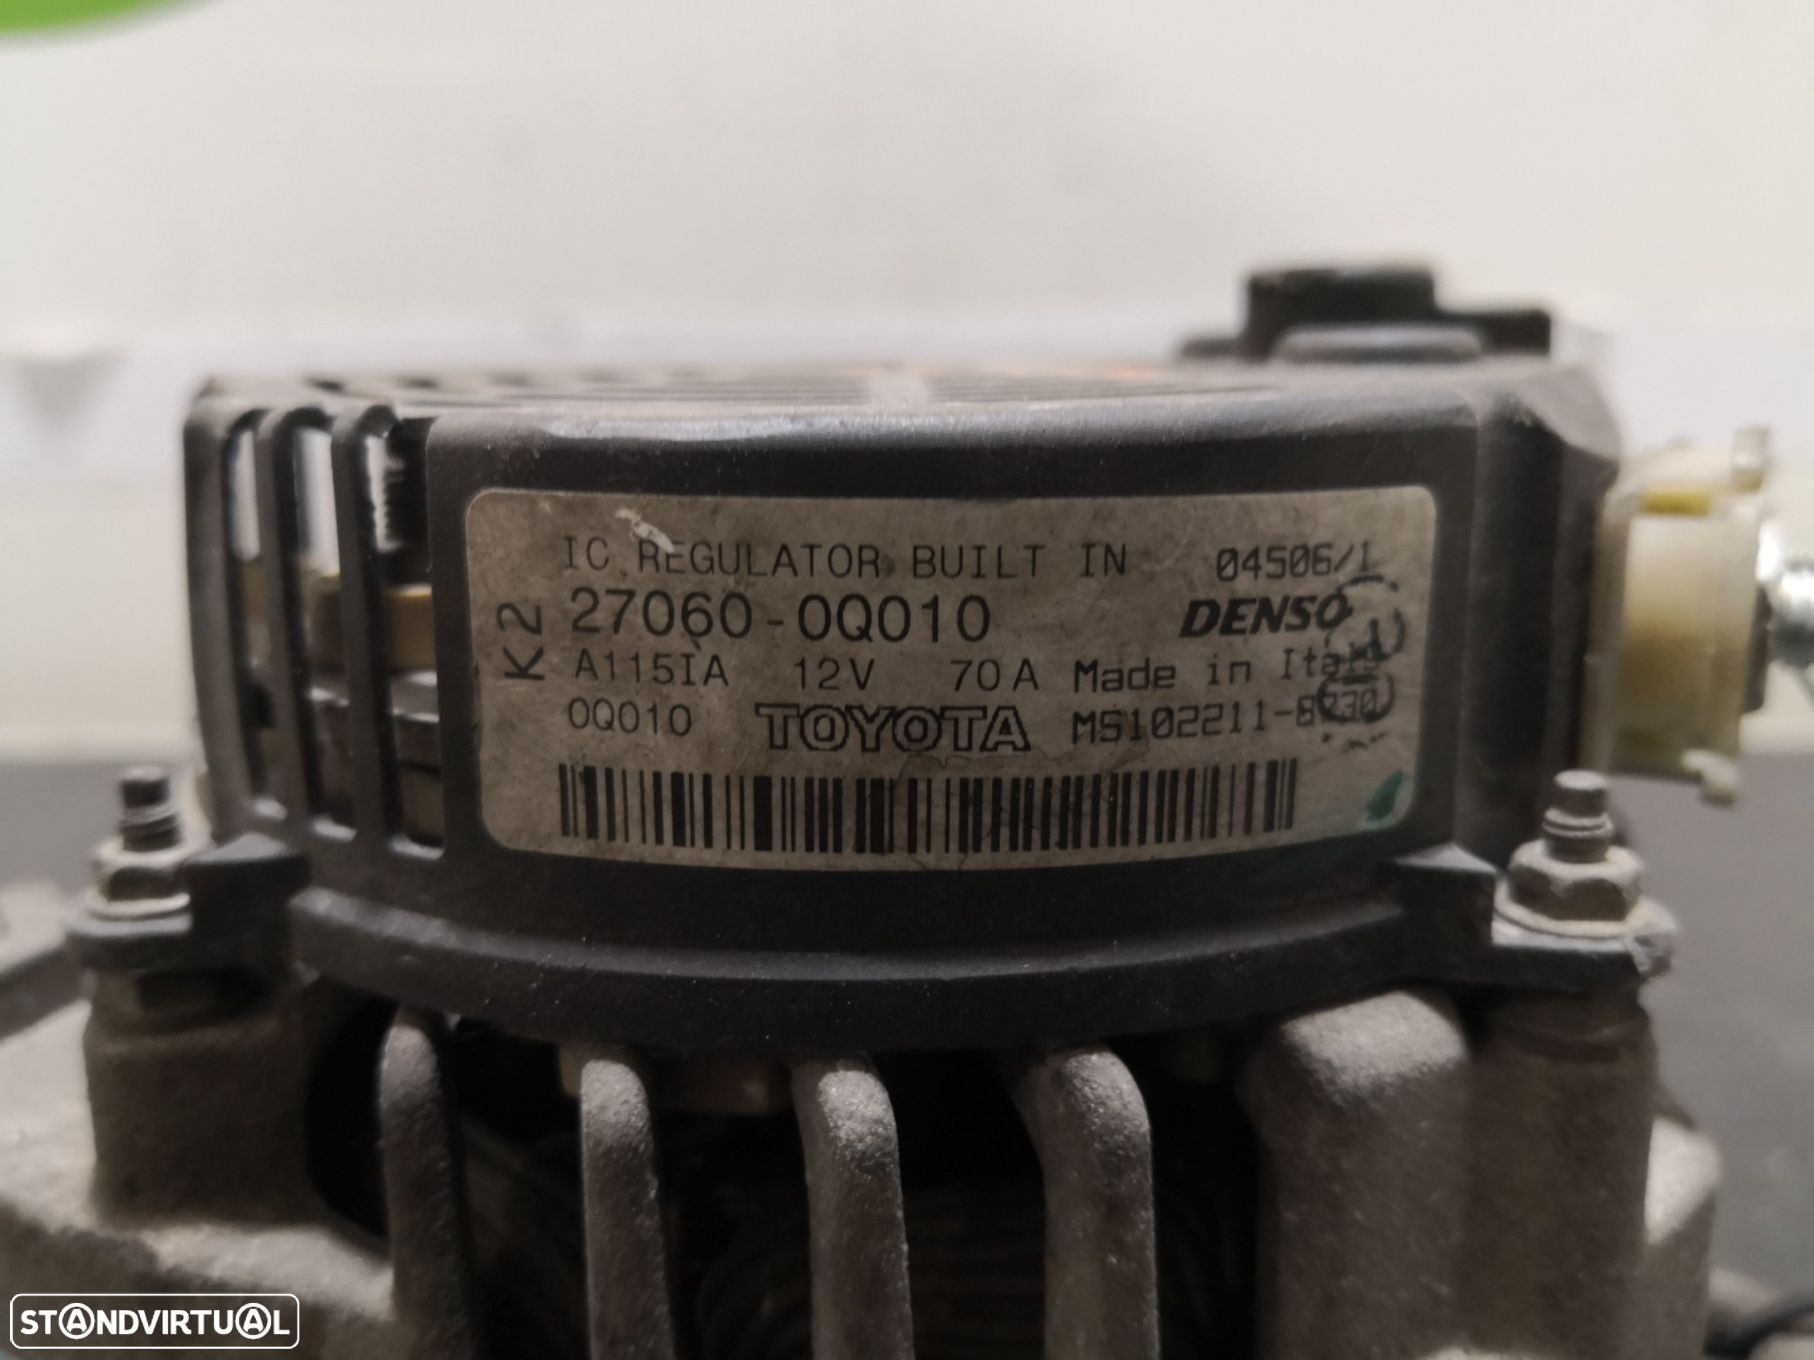 IC REGULATOR BUILT IN 04506/1
K2 27060-0Q010 DENSO
A115IA 12V 70A Made in Italy
0Q010 TOYOTA
STANDVIRTUAL